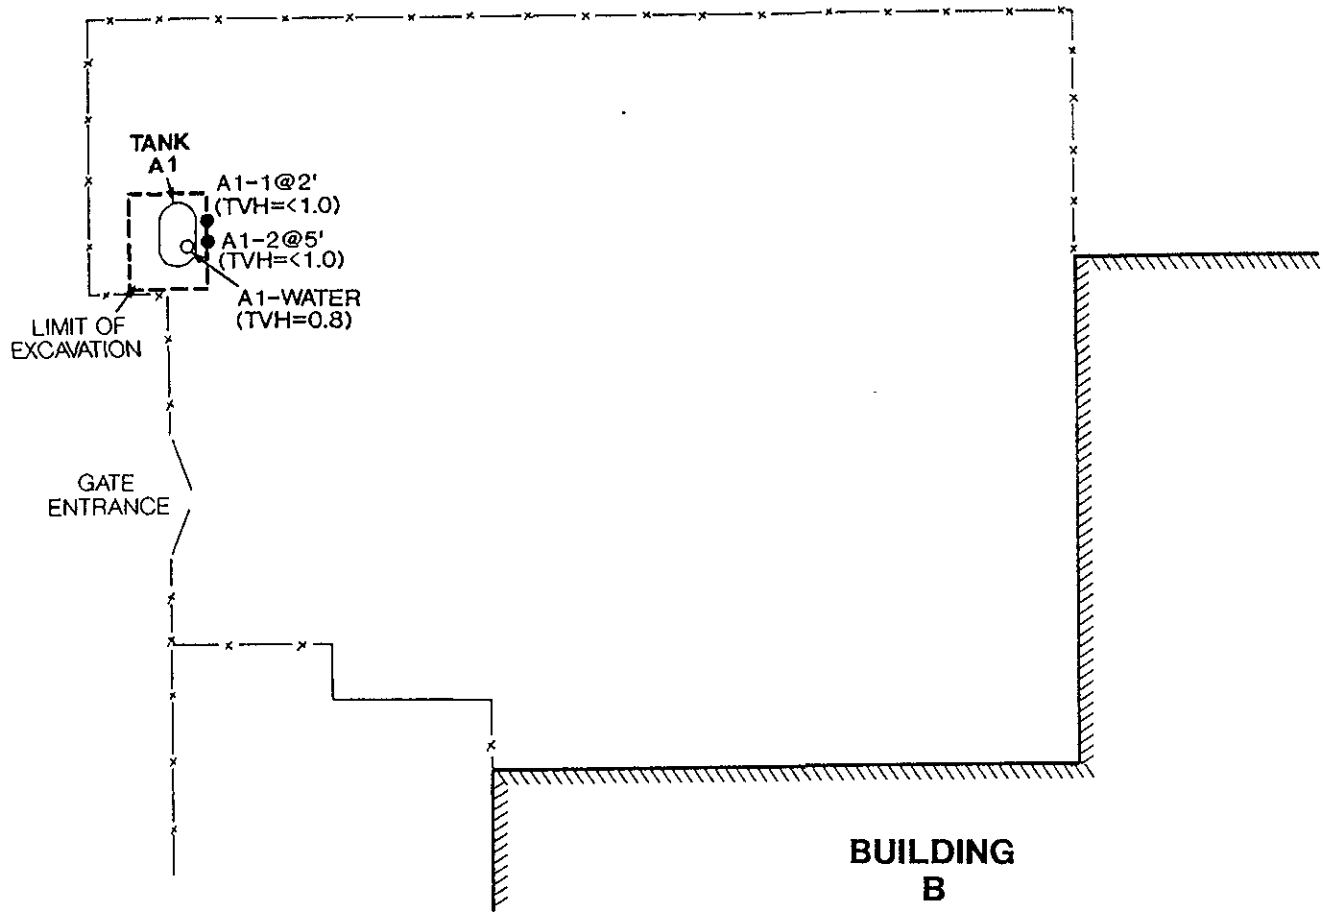 TANK
A1
A1-1@2'
(TVH=<1.0)
A1-2@5'
(TVH=<1.0)
A1-WATER
(TVH=0.8)
LIMIT OF
EXCAVATION
GATE
ENTRANCE
BUILDING
B